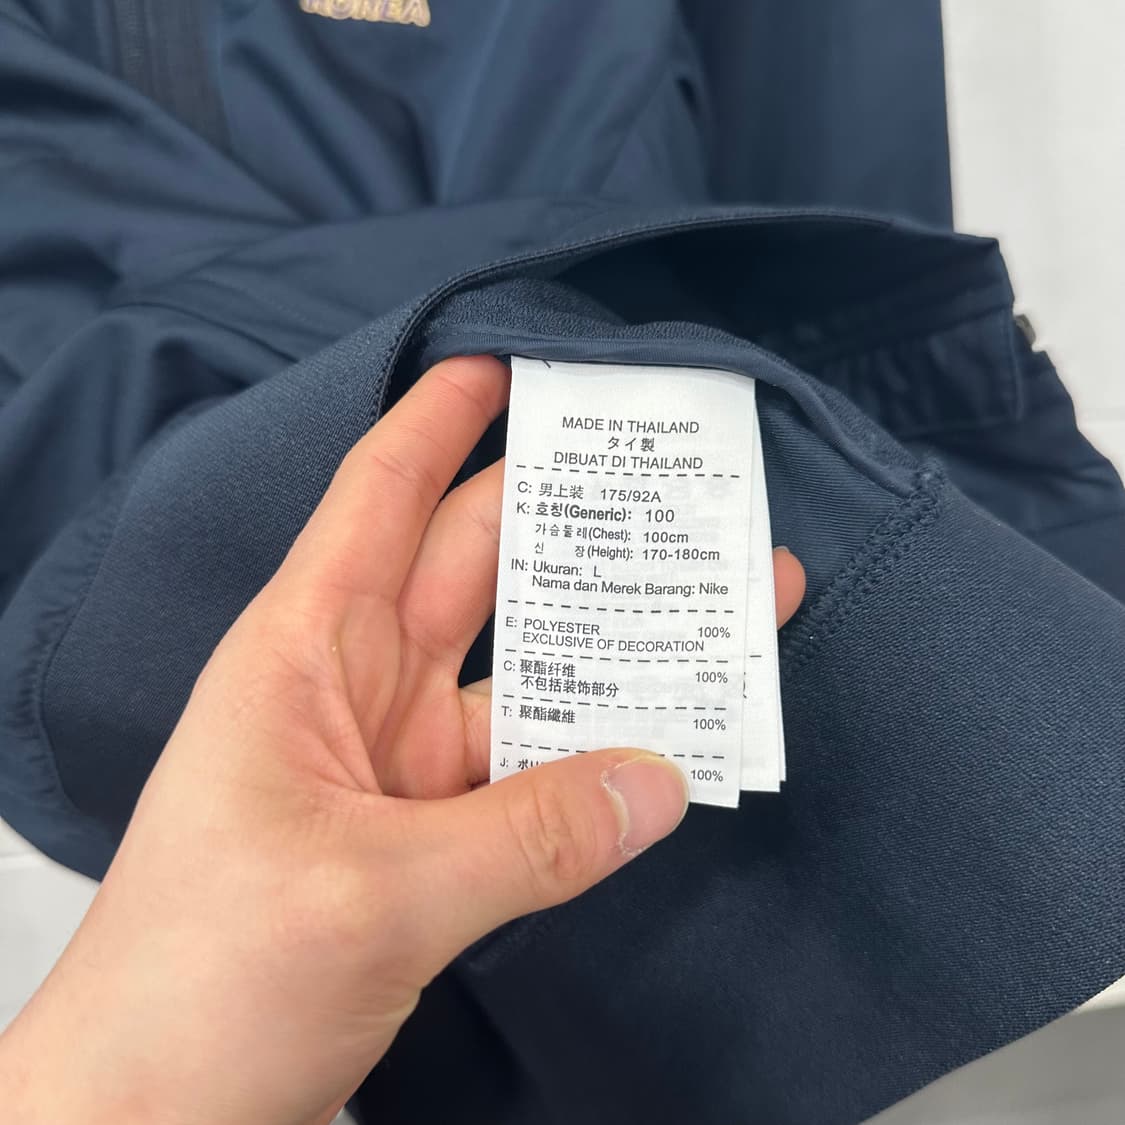 KOREA
MADE IN THAILAND
タイ製
DIBUAT DI THAILAND
C: 男上装 175/92A
K: 호칭(Generic): 100
가슴둘레(Chest): 100cm
신 장(Height): 170-180cm
IN: Ukuran: L
Nama dan Merek Barang: Nike
E: POLYESTER 100%
EXCLUSIVE OF DECORATION
C: 聚酯纤维 100%
不包括装饰部分
T: 聚酯纖維 100%
J: 100%